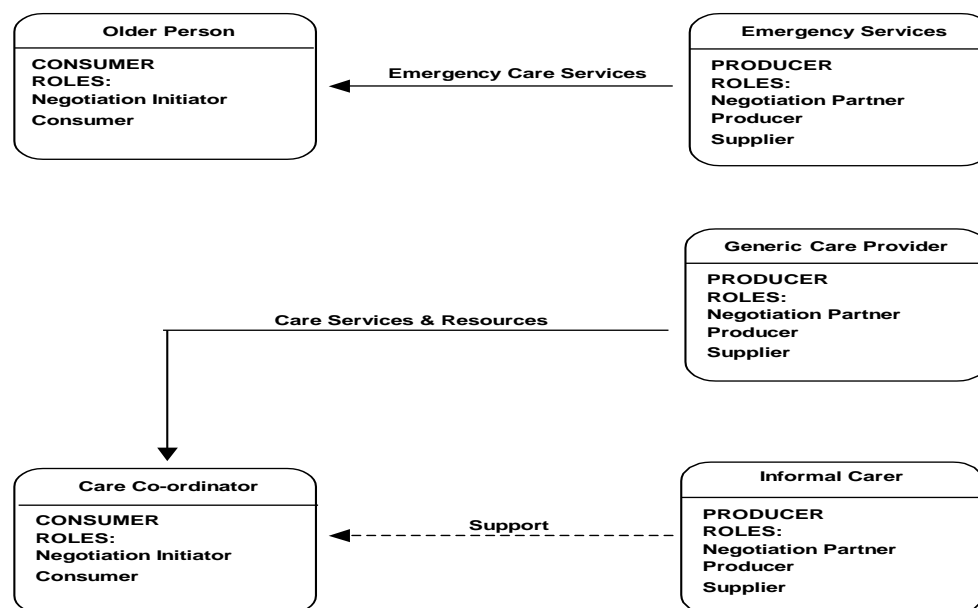 Older Person
CONSUMER
ROLES:
Negotiation Initiator
Consumer
Emergency Care Services
Emergency Services
PRODUCER
ROLES:
Negotiation Partner
Producer
Supplier
Generic Care Provider
PRODUCER
ROLES:
Negotiation Partner
Producer
Supplier
Care Services & Resources
Care Co-ordinator
CONSUMER
ROLES:
Negotiation Initiator
Consumer
Support
Informal Carer
PRODUCER
ROLES:
Negotiation Partner
Producer
Supplier